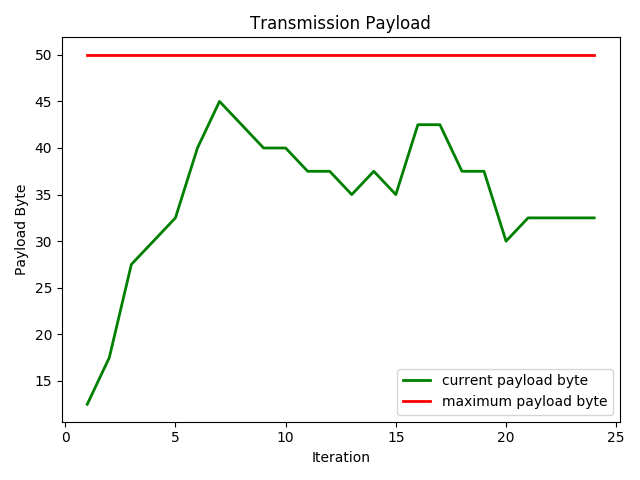 Transmission Payload
Payload Byte
50
45
40
35
30
25
20
15
0
5
10
15
20
25
Iteration
current payload byte
maximum payload byte